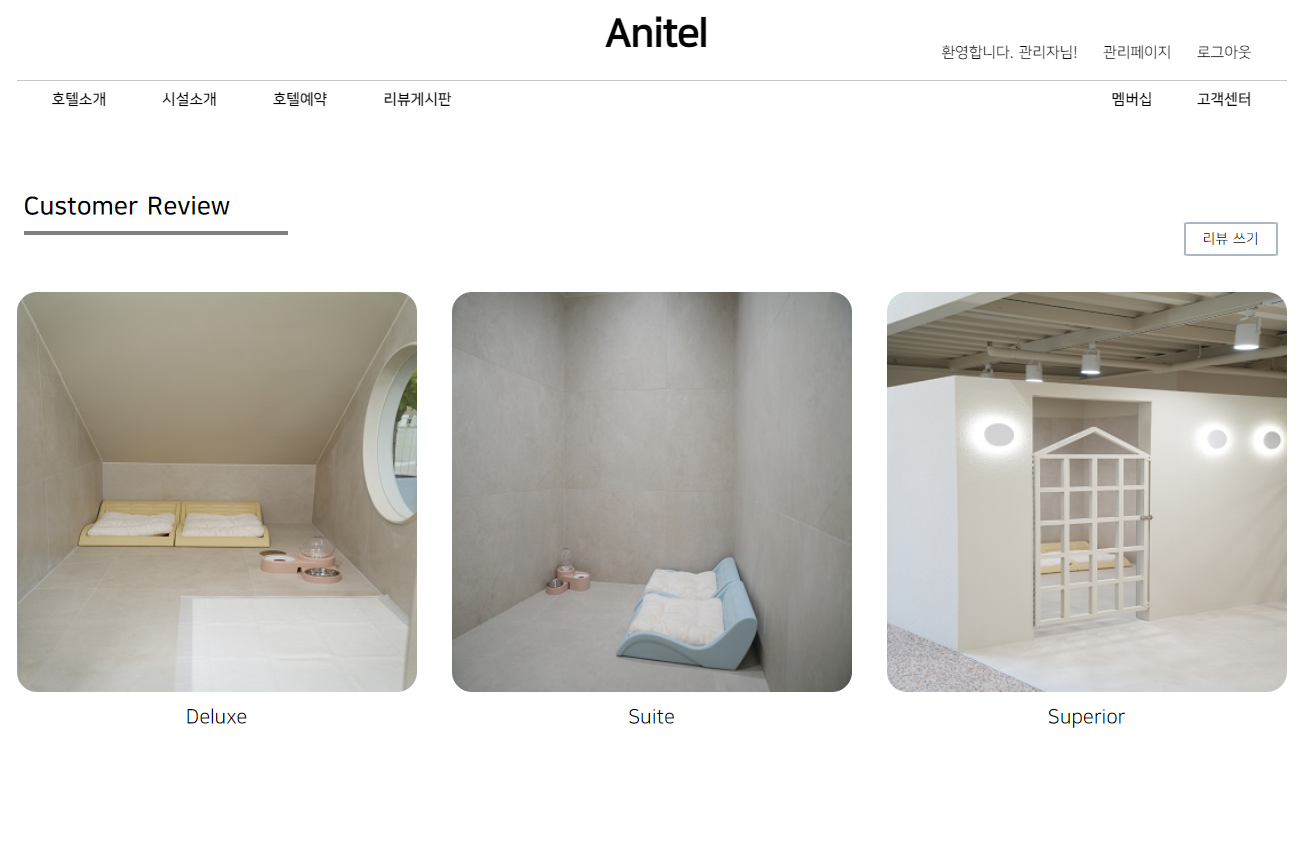 Anitel
환영합니다. 관리자님! 관리페이지 로그아웃
호텔소개 시설소개 호텔예약 리뷰게시판 멤버십 고객센터
Customer Review
리뷰 쓰기
Deluxe Suite Superior